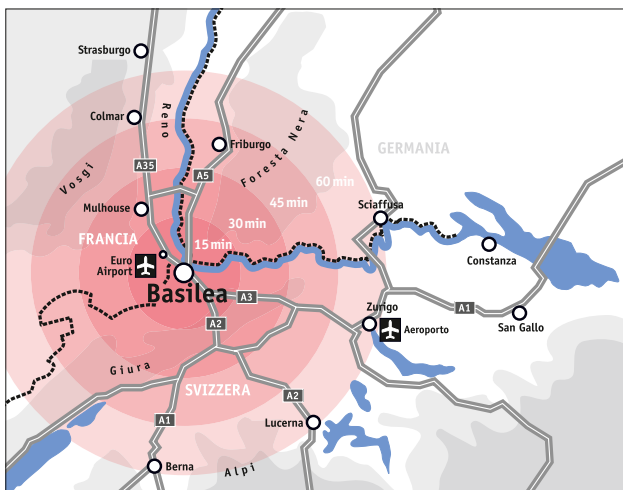 Strasburgo
Colmar
Reno
Friburgo
Foresta Nera
GERMANIA
Vosgi
A35
A5
60 min
45 min
30 min
15 min
Mulhouse
Sciaffusa
FRANCIA
Euro
Airport
Basilea
Costanza
A3
A2
Zurigo
Aeroporto
A1
San Gallo
Giura
SVIZZERA
A1
A2
Lucerna
Berna
Alpi